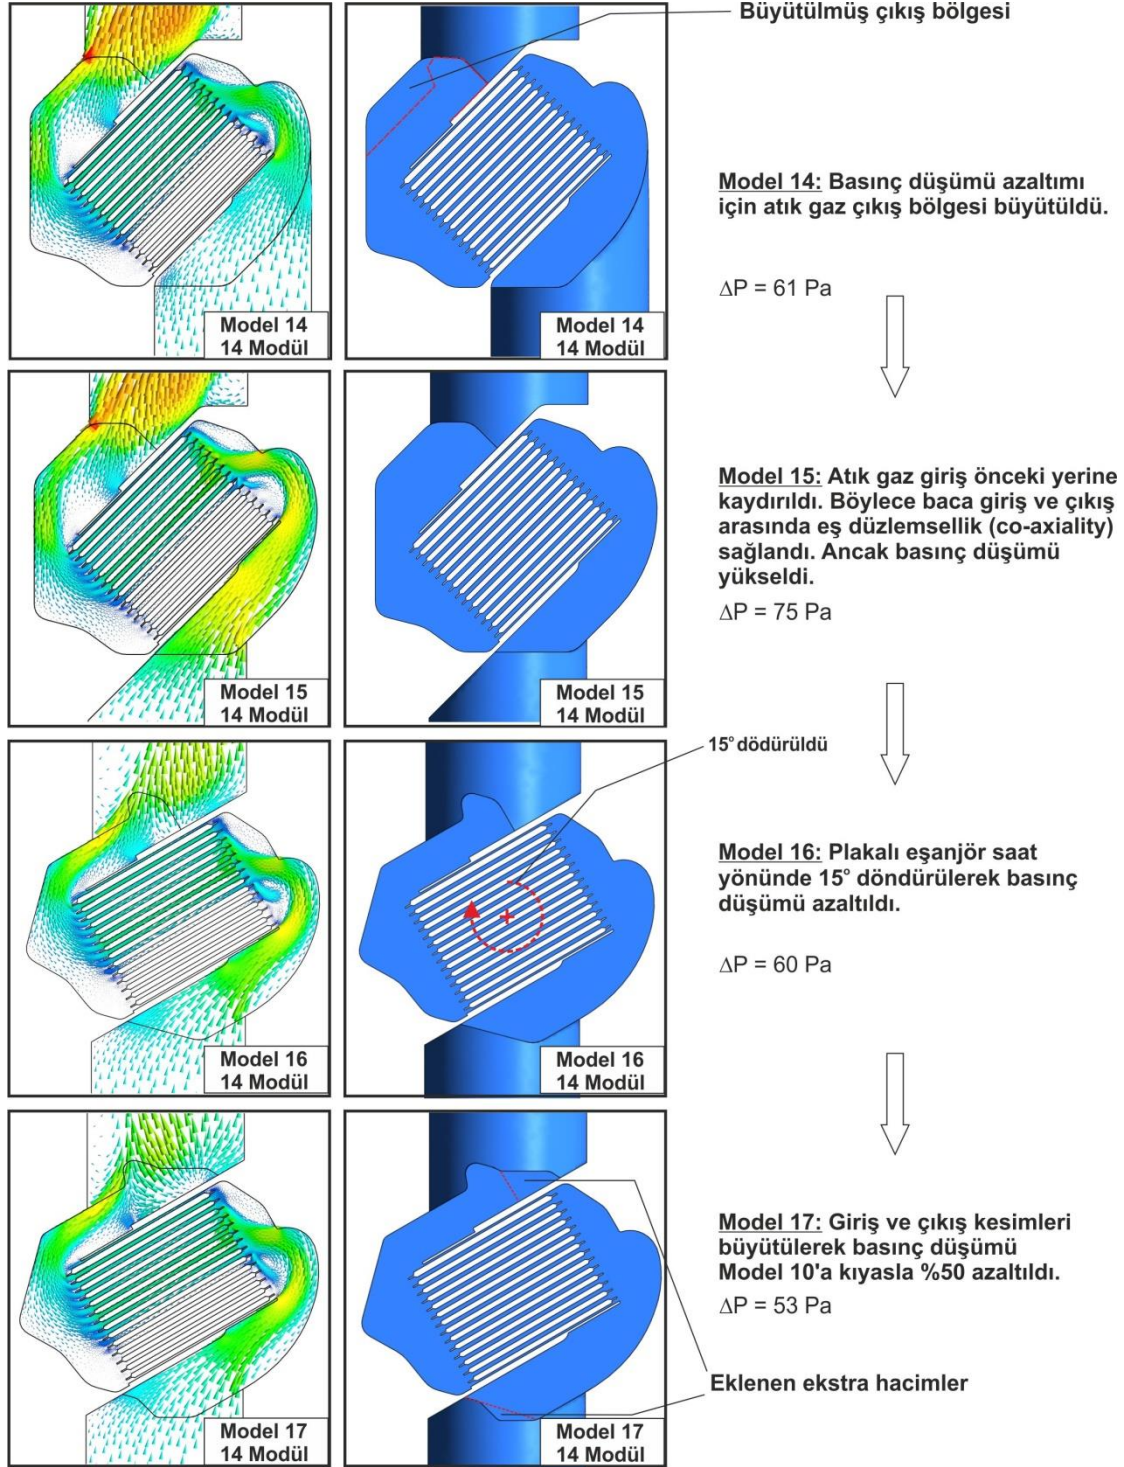 Büyütülmüş çıkış bölgesi
Model 14: Basınç düşümü azaltımı
için atık gaz çıkış bölgesi büyütüldü.
ΔP = 61 Pa
Model 14
14 Modül
Model 14
14 Modül
Model 15: Atık gaz giriş önceki yerine
kaydırıldı. Böylece baca giriş ve çıkış
arasında eş düzlemsellik (co-axiality)
sağlandı. Ancak basınç düşümü
yükseldi.
ΔP = 75 Pa
Model 15
14 Modül
Model 15
14 Modül
15° dödürüldü
Model 16: Plakalı eşanjör saat
yönünde 15° döndürülerek basınç
düşümü azaltıldı.
ΔP = 60 Pa
Model 16
14 Modül
Model 16
14 Modül
Model 17: Giriş ve çıkış kesimleri
büyütülerek basınç düşümü
Model 10'a kıyasla %50 azaltıldı.
ΔP = 53 Pa
Eklenen ekstra hacimler
Model 17
14 Modül
Model 17
14 Modül